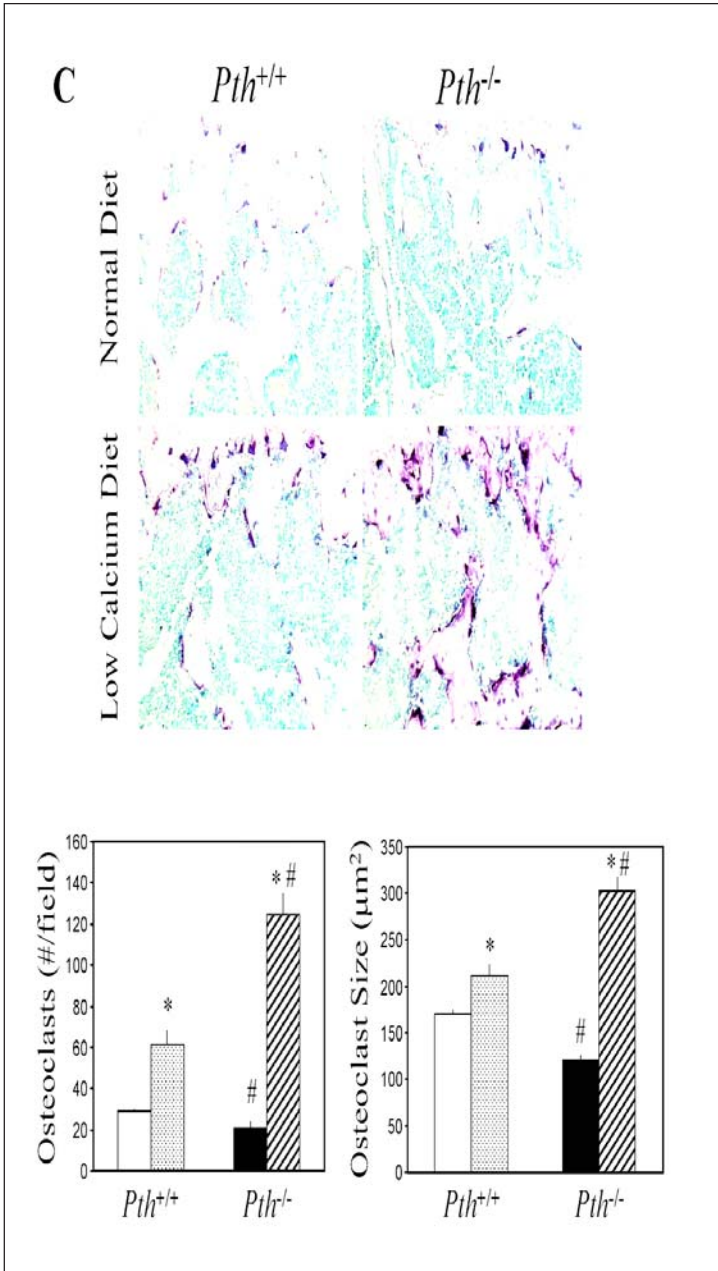 C
Pth+/+ Pth-/-
Normal Diet
Low Calcium Diet
Osteoclasts (#/field)
160
140
120
100
80
60
40
20
0
*
#
*#
Pth+/+ Pth-/-
Osteoclast Size (µm²)
350
300
250
200
150
100
50
0
*
#
*#
Pth+/+ Pth-/-